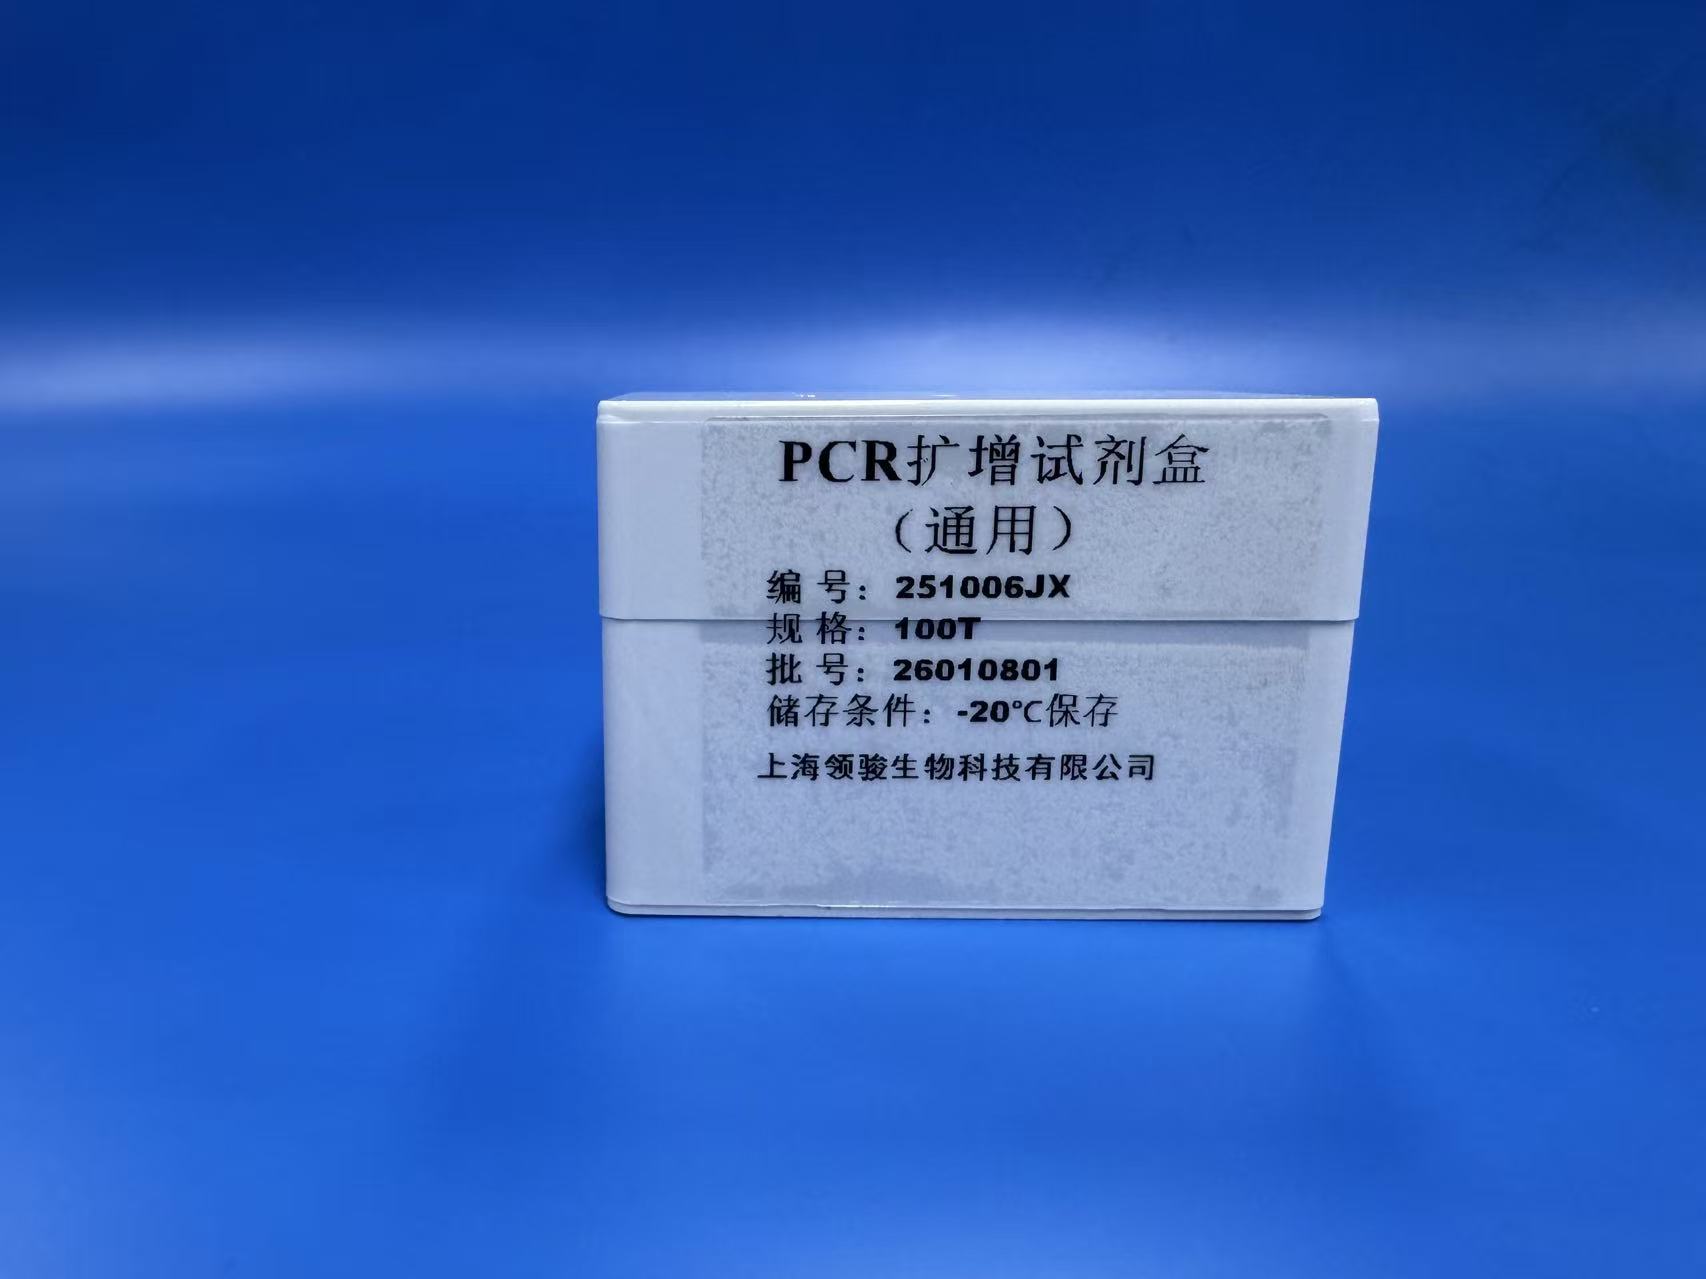 PCR扩增试剂盒
（通用）
编 号：251006JX
规 格：100T
批 号：26010801
储存条件：-20℃保存
上海领骏生物科技有限公司